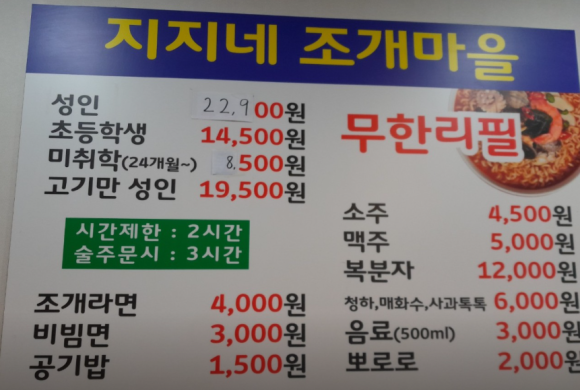 지지네 조개마을
성인 22,900원
초등학생 14,500원
미취학(24개월~) 8,500원
고기만 성인 19,500원
시간제한 : 2시간
술주문시 : 3시간
조개라면 4,000원
비빔면 3,000원
공기밥 1,500원
무한리필
소주 4,500원
맥주 5,000원
복분자 12,000원
청하,매화수,사과톡톡 6,000원
음료(500ml) 3,000원
뽀로로 2,000원